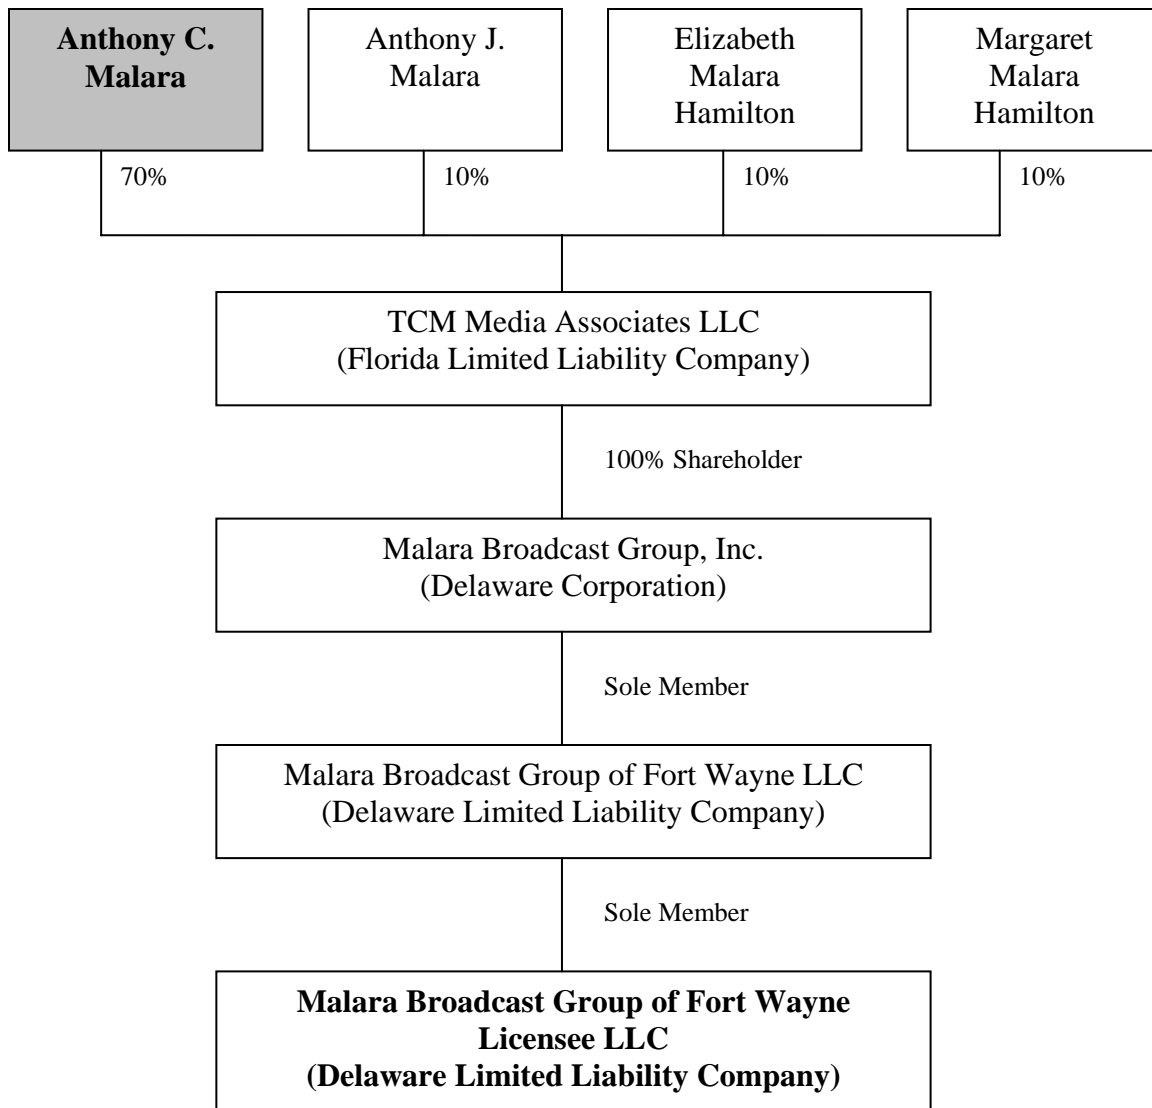 Anthony C.
Malara
Anthony J.
Malara
Elizabeth
Malara
Hamilton
Margaret
Malara
Hamilton
70%
10%
10%
10%
TCM Media Associates LLC
(Florida Limited Liability Company)
100% Shareholder
Malara Broadcast Group, Inc.
(Delaware Corporation)
Sole Member
Malara Broadcast Group of Fort Wayne LLC
(Delaware Limited Liability Company)
Sole Member
Malara Broadcast Group of Fort Wayne
Licensee LLC
(Delaware Limited Liability Company)